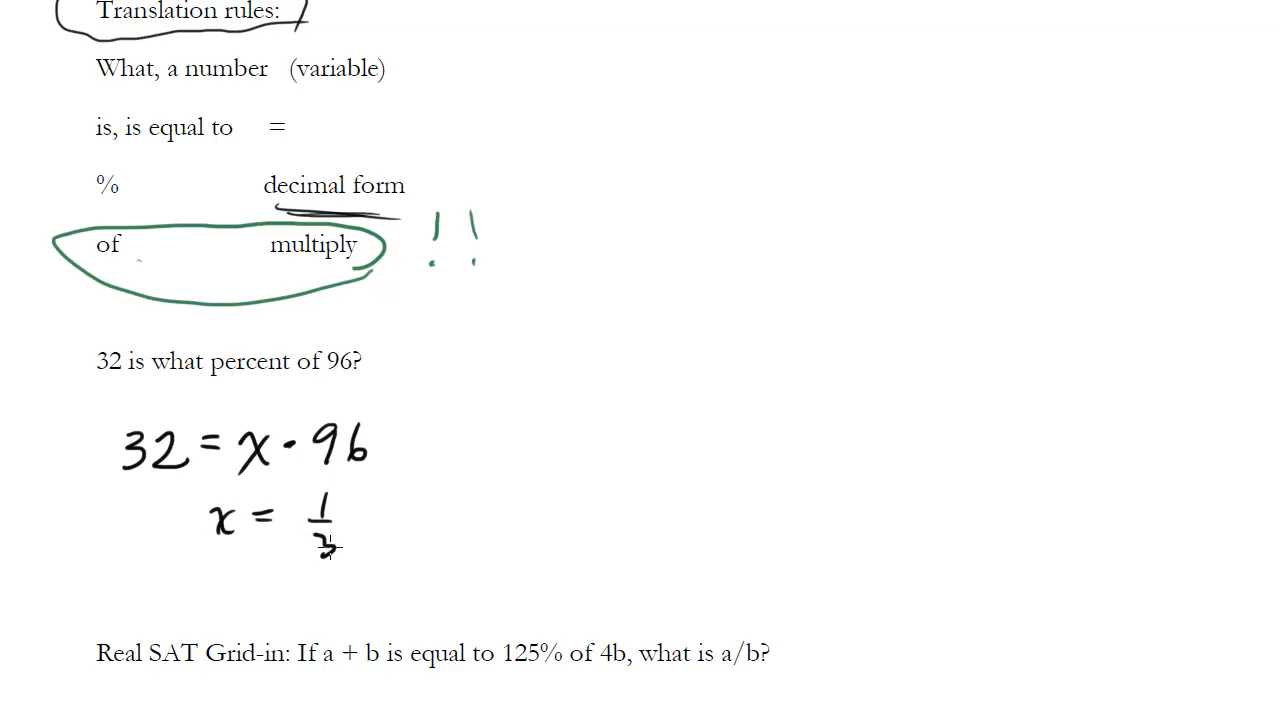 Translation rules:
What, a number (variable)
is, is equal to =
% decimal form
of multiply !!
32 is what percent of 96?
32 = x · 96
x = 1/3
Real SAT Grid-in: If a + b is equal to 125% of 4b, what is a/b?